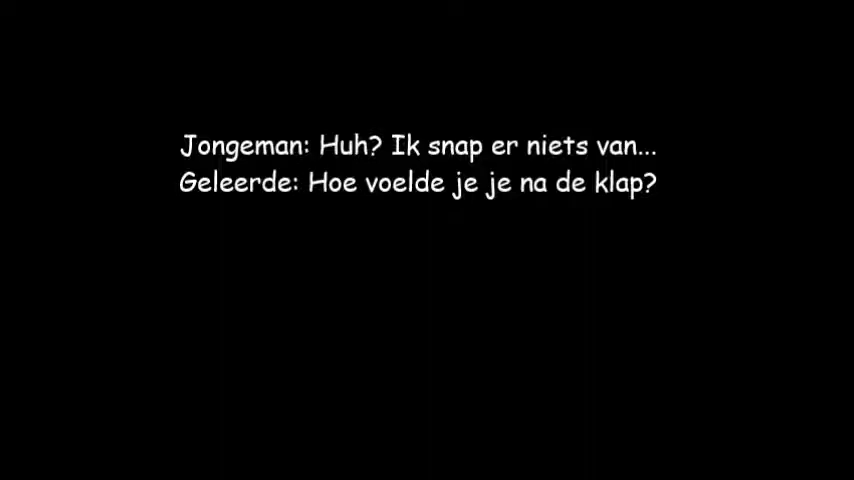 Jongeman: Huh? Ik snap er niets van...
Geleerde: Hoe voelde je je na de klap?